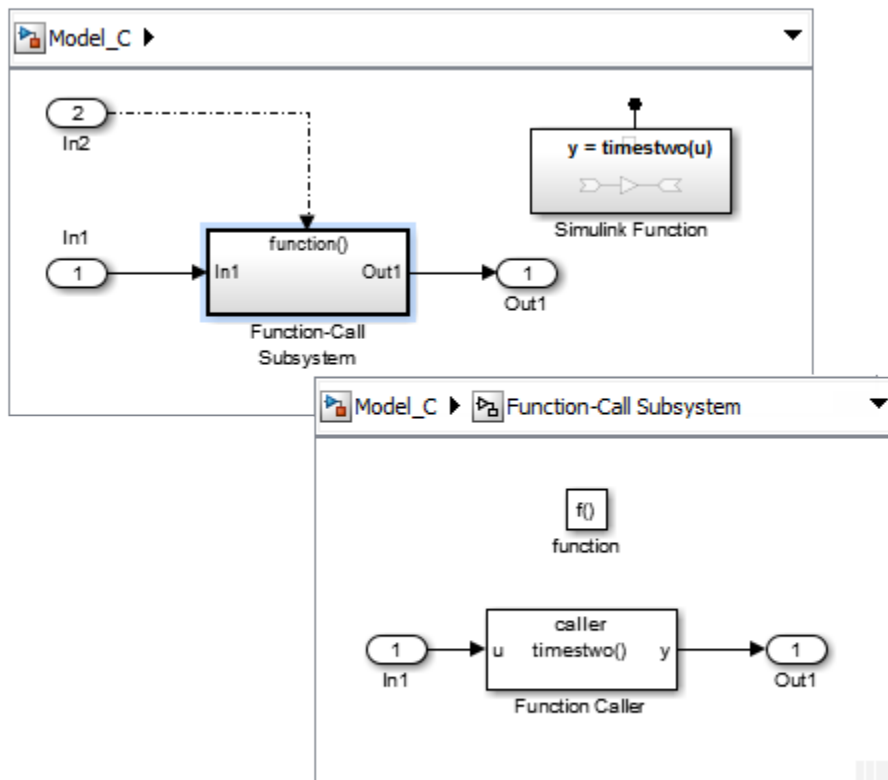 Model_C
2
In2
y = timestwo(u)
Simulink Function
In1
1
function()
In1
Out1
1
Out1
Function-Call
Subsystem
Model_C
Function-Call Subsystem
f()
function
caller
1
u
timestwo()
y
1
In1
Out1
Function Caller